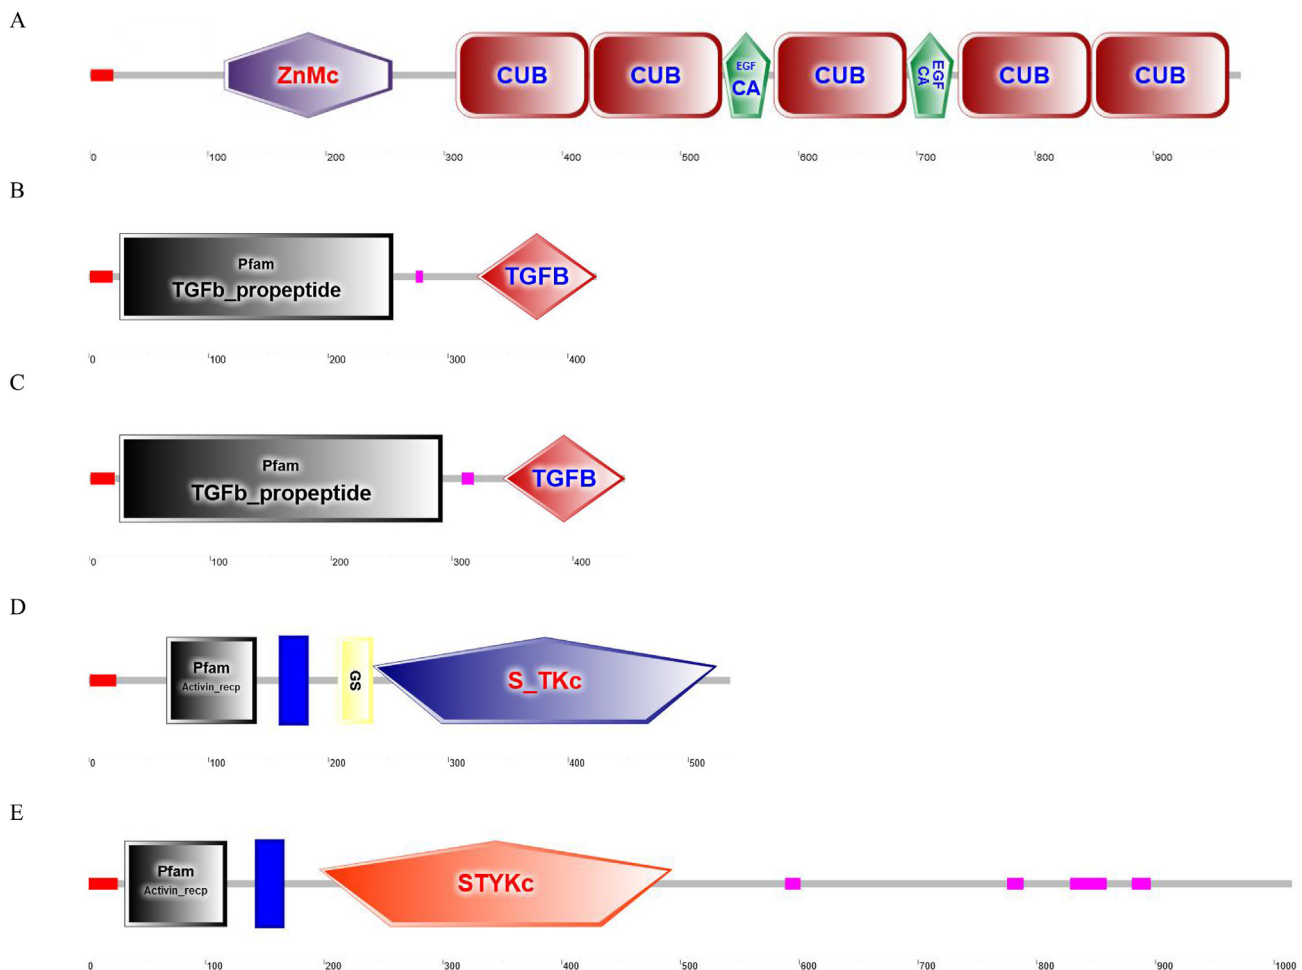 A
ZnMc CUB CUB EGF CA CUB EGF CA CUB CUB
0 100 200 300 400 500 600 700 800 900
B
Pfam
TGFb_propeptide TGFB
0 100 200 300 400
C
Pfam
TGFb_propeptide TGFB
0 100 200 300 400
D
Pfam
Activin_recp GS S_TKc
0 100 200 300 400 500
E
Pfam
Activin_recp STYKc
0 100 200 300 400 500 600 700 800 900 1000